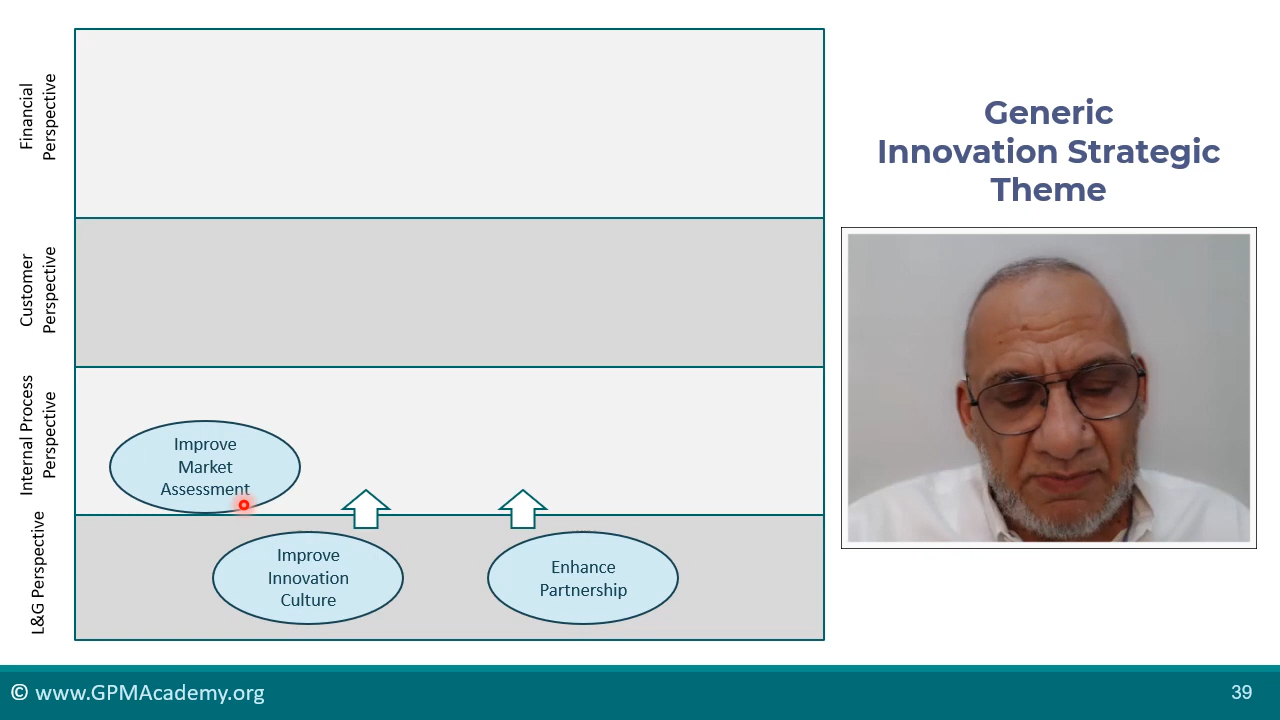 Financial
Perspective
Customer
Perspective
Internal Process
Perspective
L&G Perspective
Improve
Market
Assessment
Improve
Innovation
Culture
Enhance
Partnership
Generic
Innovation Strategic
Theme
© www.GPMAcademy.org
39